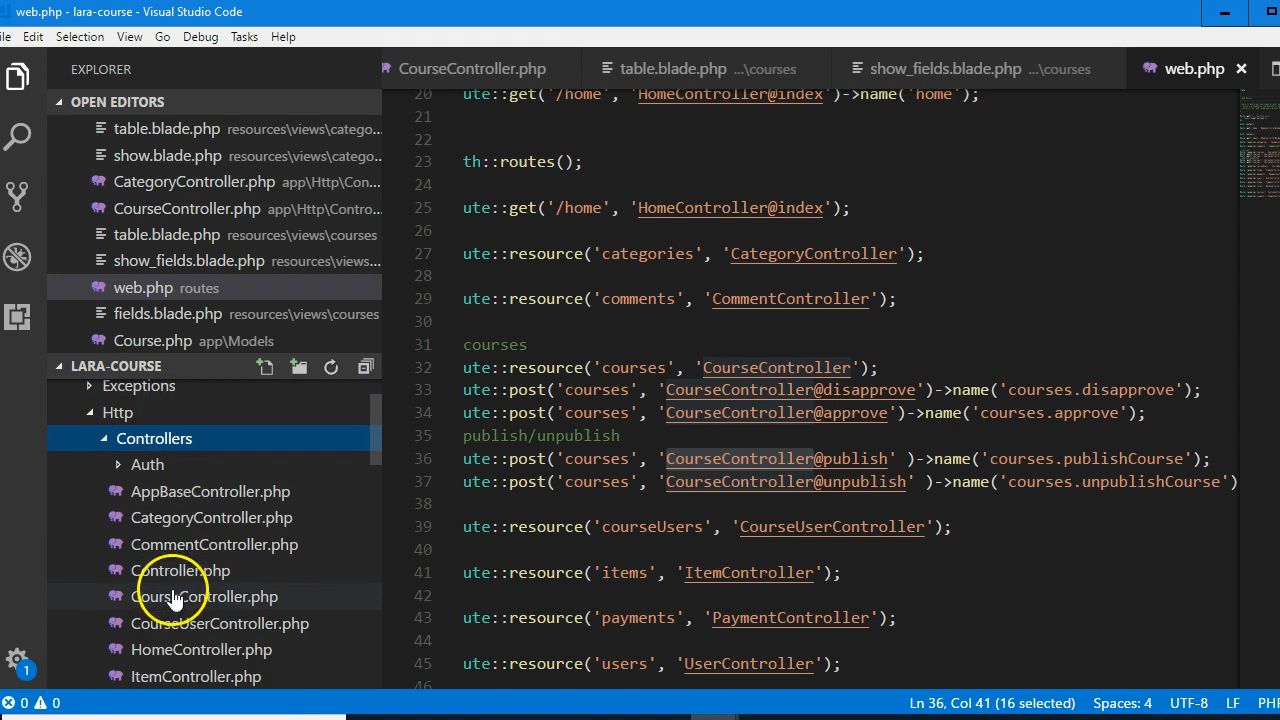 web.php - lara-course - Visual Studio Code
ile Edit Selection View Go Debug Tasks Help
EXPLORER
CourseController.php table.blade.php ...\courses show_fields.blade.php ...\courses web.php
OPEN EDITORS
table.blade.php resources\views\catego...
show.blade.php resources\views\catego...
CategoryController.php app\Http\Con...
CourseController.php app\Http\Contro...
table.blade.php resources\views\courses
show_fields.blade.php resources\views...
web.php routes
fields.blade.php resources\views\courses
Course.php app\Models
LARA-COURSE
Exceptions
Http
Controllers
Auth
AppBaseController.php
CategoryController.php
CommentController.php
Controller.php
CourseController.php
CourseUserController.php
HomeController.php
ItemController.php
20 ute::get('/home', 'HomeController@index')->name('home');
21
22
23 th::routes();
24
25 ute::get('/home', 'HomeController@index');
26
27 ute::resource('categories', 'CategoryController');
28
29 ute::resource('comments', 'CommentController');
30
31 courses
32 ute::resource('courses', 'CourseController');
33 ute::post('courses', 'CourseController@disapprove')->name('courses.disapprove');
34 ute::post('courses', 'CourseController@approve')->name('courses.approve');
35 publish/unpublish
36 ute::post('courses', 'CourseController@publish' )->name('courses.publishCourse');
37 ute::post('courses', 'CourseController@unpublish' )->name('courses.unpublishCourse')
38
39 ute::resource('courseUsers', 'CourseUserController');
40
41 ute::resource('items', 'ItemController');
42
43 ute::resource('payments', 'PaymentController');
44
45 ute::resource('users', 'UserController');
46
1
0 0 Ln 36, Col 41 (16 selected) Spaces: 4 UTF-8 LF PH